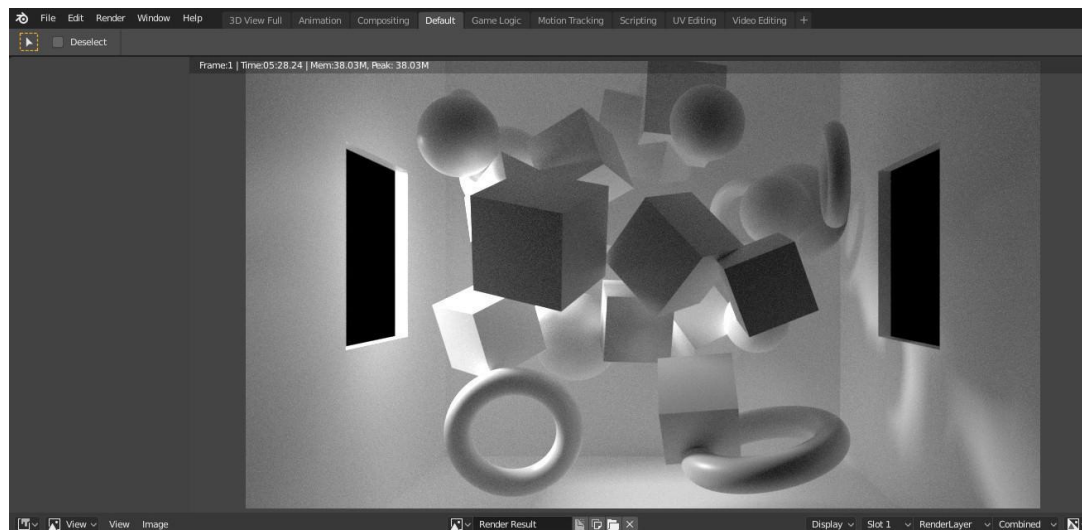 File Edit Render Window Help 3D View Full Animation Compositing Default Game Logic Motion Tracking Scripting UV Editing Video Editing +
Deselect
Frame:1 | Time:05:28.24 | Mem:38.03M, Peak: 38.03M
View View Image Render Result Display Slot 1 RenderLayer Combined